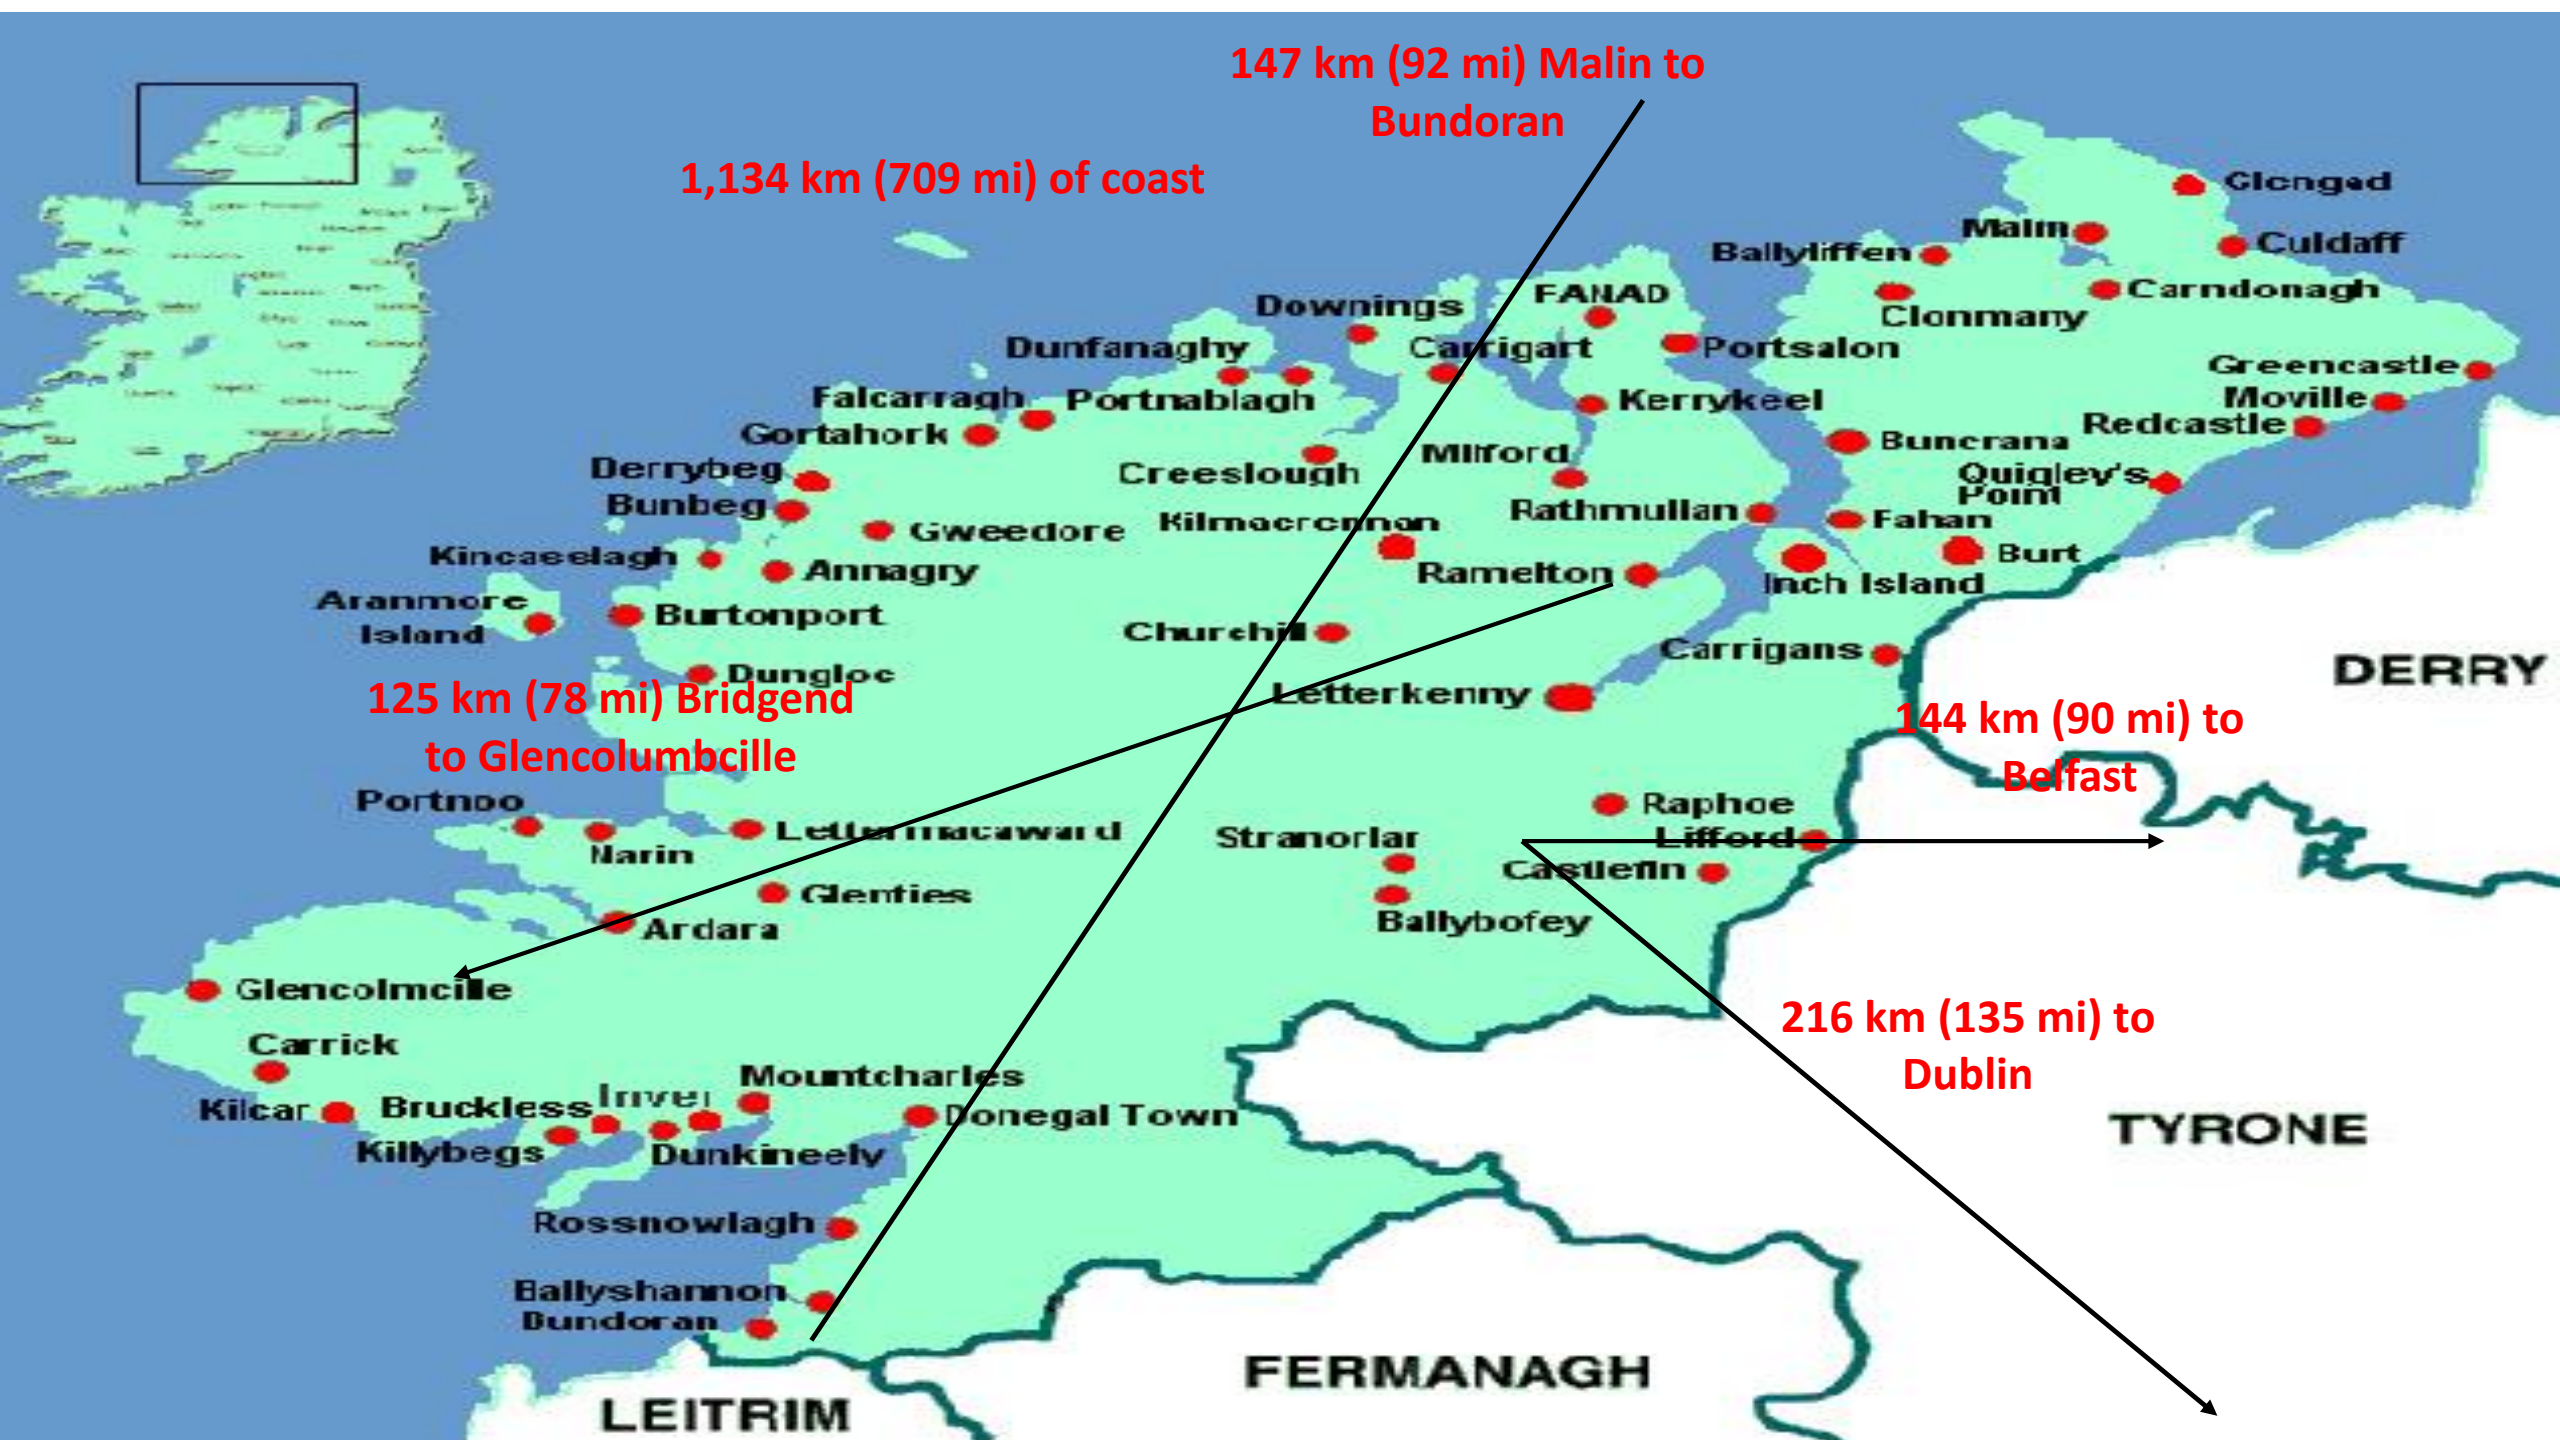 147 km (92 mi) Malin to
Bundoran
1,134 km (709 mi) of coast
Glengad
Malin
Culdaff
Ballyliffen
Carndonagh
Clonmany
FANAD
Downings
Carrigart
Portsalon
Dunfanaghy
Greencastle
Moville
Redcastle
Falcarragh
Portnablagh
Kerrykeel
Gortahork
Buncrana
Milford
Creeslough
Derrybeg
Quigley's
Point
Bunbeg
Rathmullan
Fahan
Kilmacrennan
Gweedore
Kincasslagh
Annagry
Ramelton
Burt
Inch Island
Aranmore
Island
Burtonport
Churchill
Carrigans
DERRY
Dungloc
Letterkenny
125 km (78 mi) Bridgend
to Glencolumbcille
144 km (90 mi) to
Belfast
Portnoo
Raphoe
Lettermacaward
Stranorlar
Lifford
Narin
Castlefin
Glenties
Ballybofey
Ardara
Glencolmcille
216 km (135 mi) to
Dublin
Carrick
Mountcharles
Inver
Kilcar
Bruckless
Donegal Town
TYRONE
Killybegs
Dunkineely
Rossnowlagh
Ballyshannon
Bundoran
FERMANAGH
LEITRIM